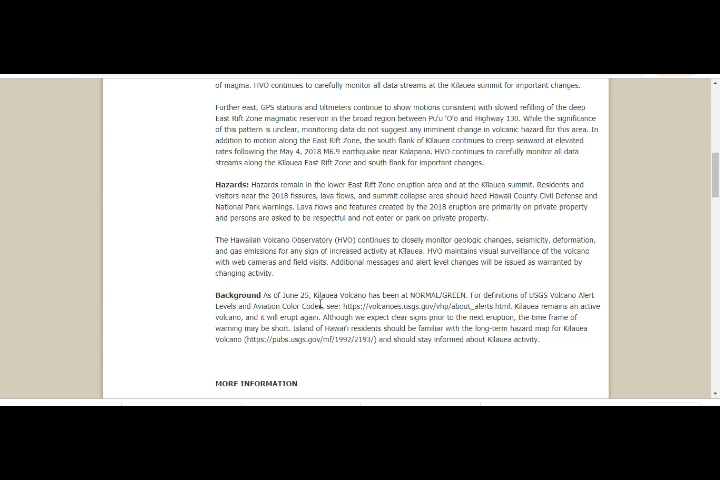 of magma. HVO continues to carefully monitor all data streams at the Kīlauea summit for important changes.
Further east, GPS stations and tiltmeters continue to show motions consistent with slowed refilling of the deep
East Rift Zone magmatic reservoir in the broad region between Pu'u 'Ō'ō and Highway 130. While the significance
of this pattern is unclear, monitoring data do not suggest any imminent change in volcanic hazard for this area. In
addition to motion along the East Rift Zone, the south flank of Kīlauea continues to creep seaward at elevated
rates following the May 4, 2018 M6.9 earthquake near Kalapana. HVO continues to carefully monitor all data
streams along the Kīlauea East Rift Zone and south flank for important changes.
Hazards: Hazards remain in the lower East Rift Zone eruption area and at the Kīlauea summit. Residents and
visitors near the 2018 fissures, lava flows, and summit collapse area should heed Hawaii County Civil Defense and
National Park warnings. Lava flows and features created by the 2018 eruption are primarily on private property
and persons are asked to be respectful and not enter or park on private property.
The Hawaiian Volcano Observatory (HVO) continues to closely monitor geologic changes, seismicity, deformation,
and gas emissions for any sign of increased activity at Kīlauea. HVO maintains visual surveillance of the volcano
with web cameras and field visits. Additional messages and alert level changes will be issued as warranted by
changing activity.
Background As of June 25, Kilauea Volcano has been at NORMAL/GREEN. For definitions of USGS Volcano Alert
Levels and Aviation Color Codes, see: https://volcanoes.usgs.gov/vhp/about_alerts.html. Kilauea remains an active
volcano, and it will erupt again. Although we expect clear signs prior to the next eruption, the time frame of
warning may be short. Island of Hawai'i residents should be familiar with the long-term hazard map for Kilauea
Volcano (https://pubs.usgs.gov/mf/1992/2193/) and should stay informed about Kilauea activity.
MORE INFORMATION